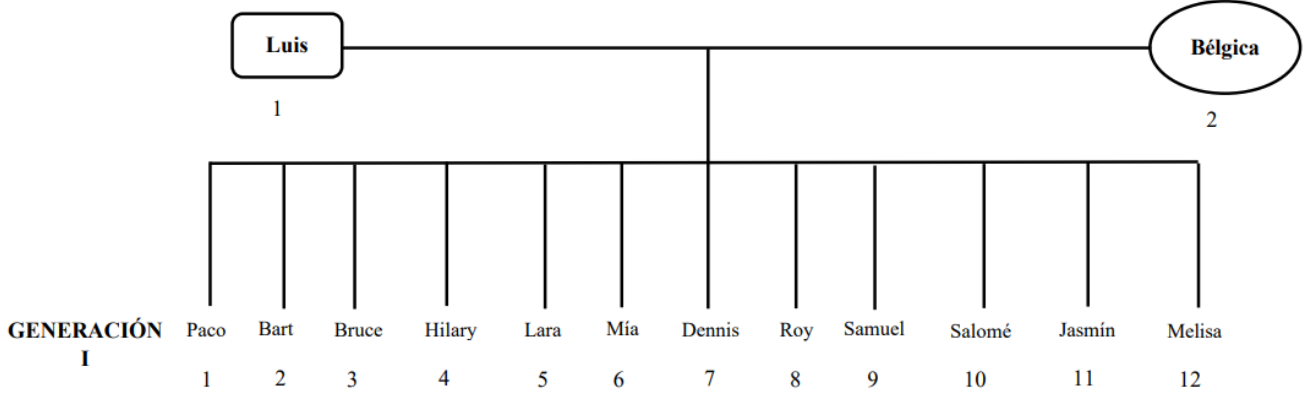 Luis
Bélgica
1
2
GENERACIÓN
I
Paco Bart Bruce Hilary Lara Mía Dennis Roy Samuel Salomé Jasmín Melisa
1 2 3 4 5 6 7 8 9 10 11 12